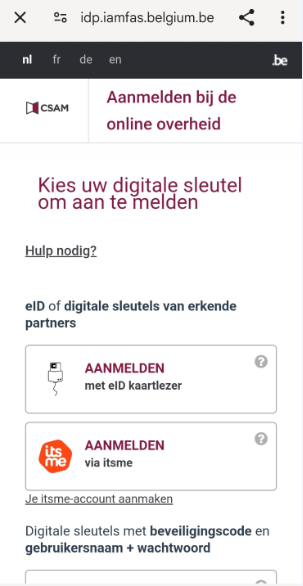 idp.iamfas.belgium.be
nl fr de en .be
CSAM
Aanmelden bij de
online overheid
Kies uw digitale sleutel
om aan te melden
Hulp nodig?
eID of digitale sleutels van erkende
partners
AANMELDEN
met eID kaartlezer
?
its
me
AANMELDEN
via itsme
?
Je itsme-account aanmaken
Digitale sleutels met beveiligingscode en
gebruikersnaam + wachtwoord